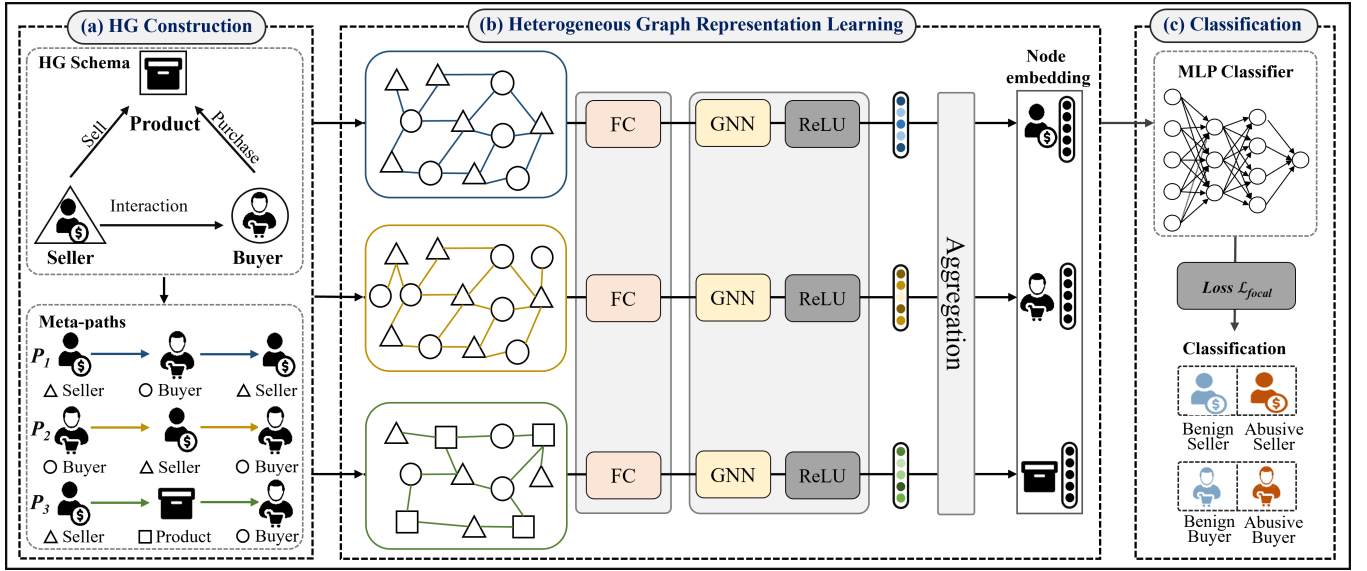 (a) HG Construction
HG Schema
Product
Sell
Purchase
Interaction
Seller
Buyer
Meta-paths
P1
Seller
Buyer
Seller
P2
Buyer
Seller
Buyer
P3
Seller
Product
Buyer
(b) Heterogeneous Graph Representation Learning
FC
GNN
ReLU
FC
GNN
ReLU
FC
GNN
ReLU
Aggregation
Node
embedding
(c) Classification
MLP Classifier
Loss ℒfocal
Classification
Benign
Seller
Abusive
Seller
Benign
Buyer
Abusive
Buyer